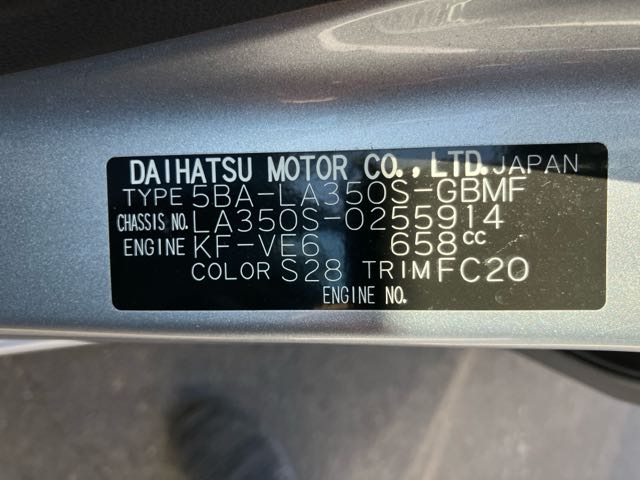 DAIHATSU MOTOR CO.,LTD.JAPAN
TYPE 5BA-LA350S-GBMF
CHASSIS NO. LA350S-0255914
ENGINE KF-VE6 658cc
COLOR S28 TRIM FC20
ENGINE NO.